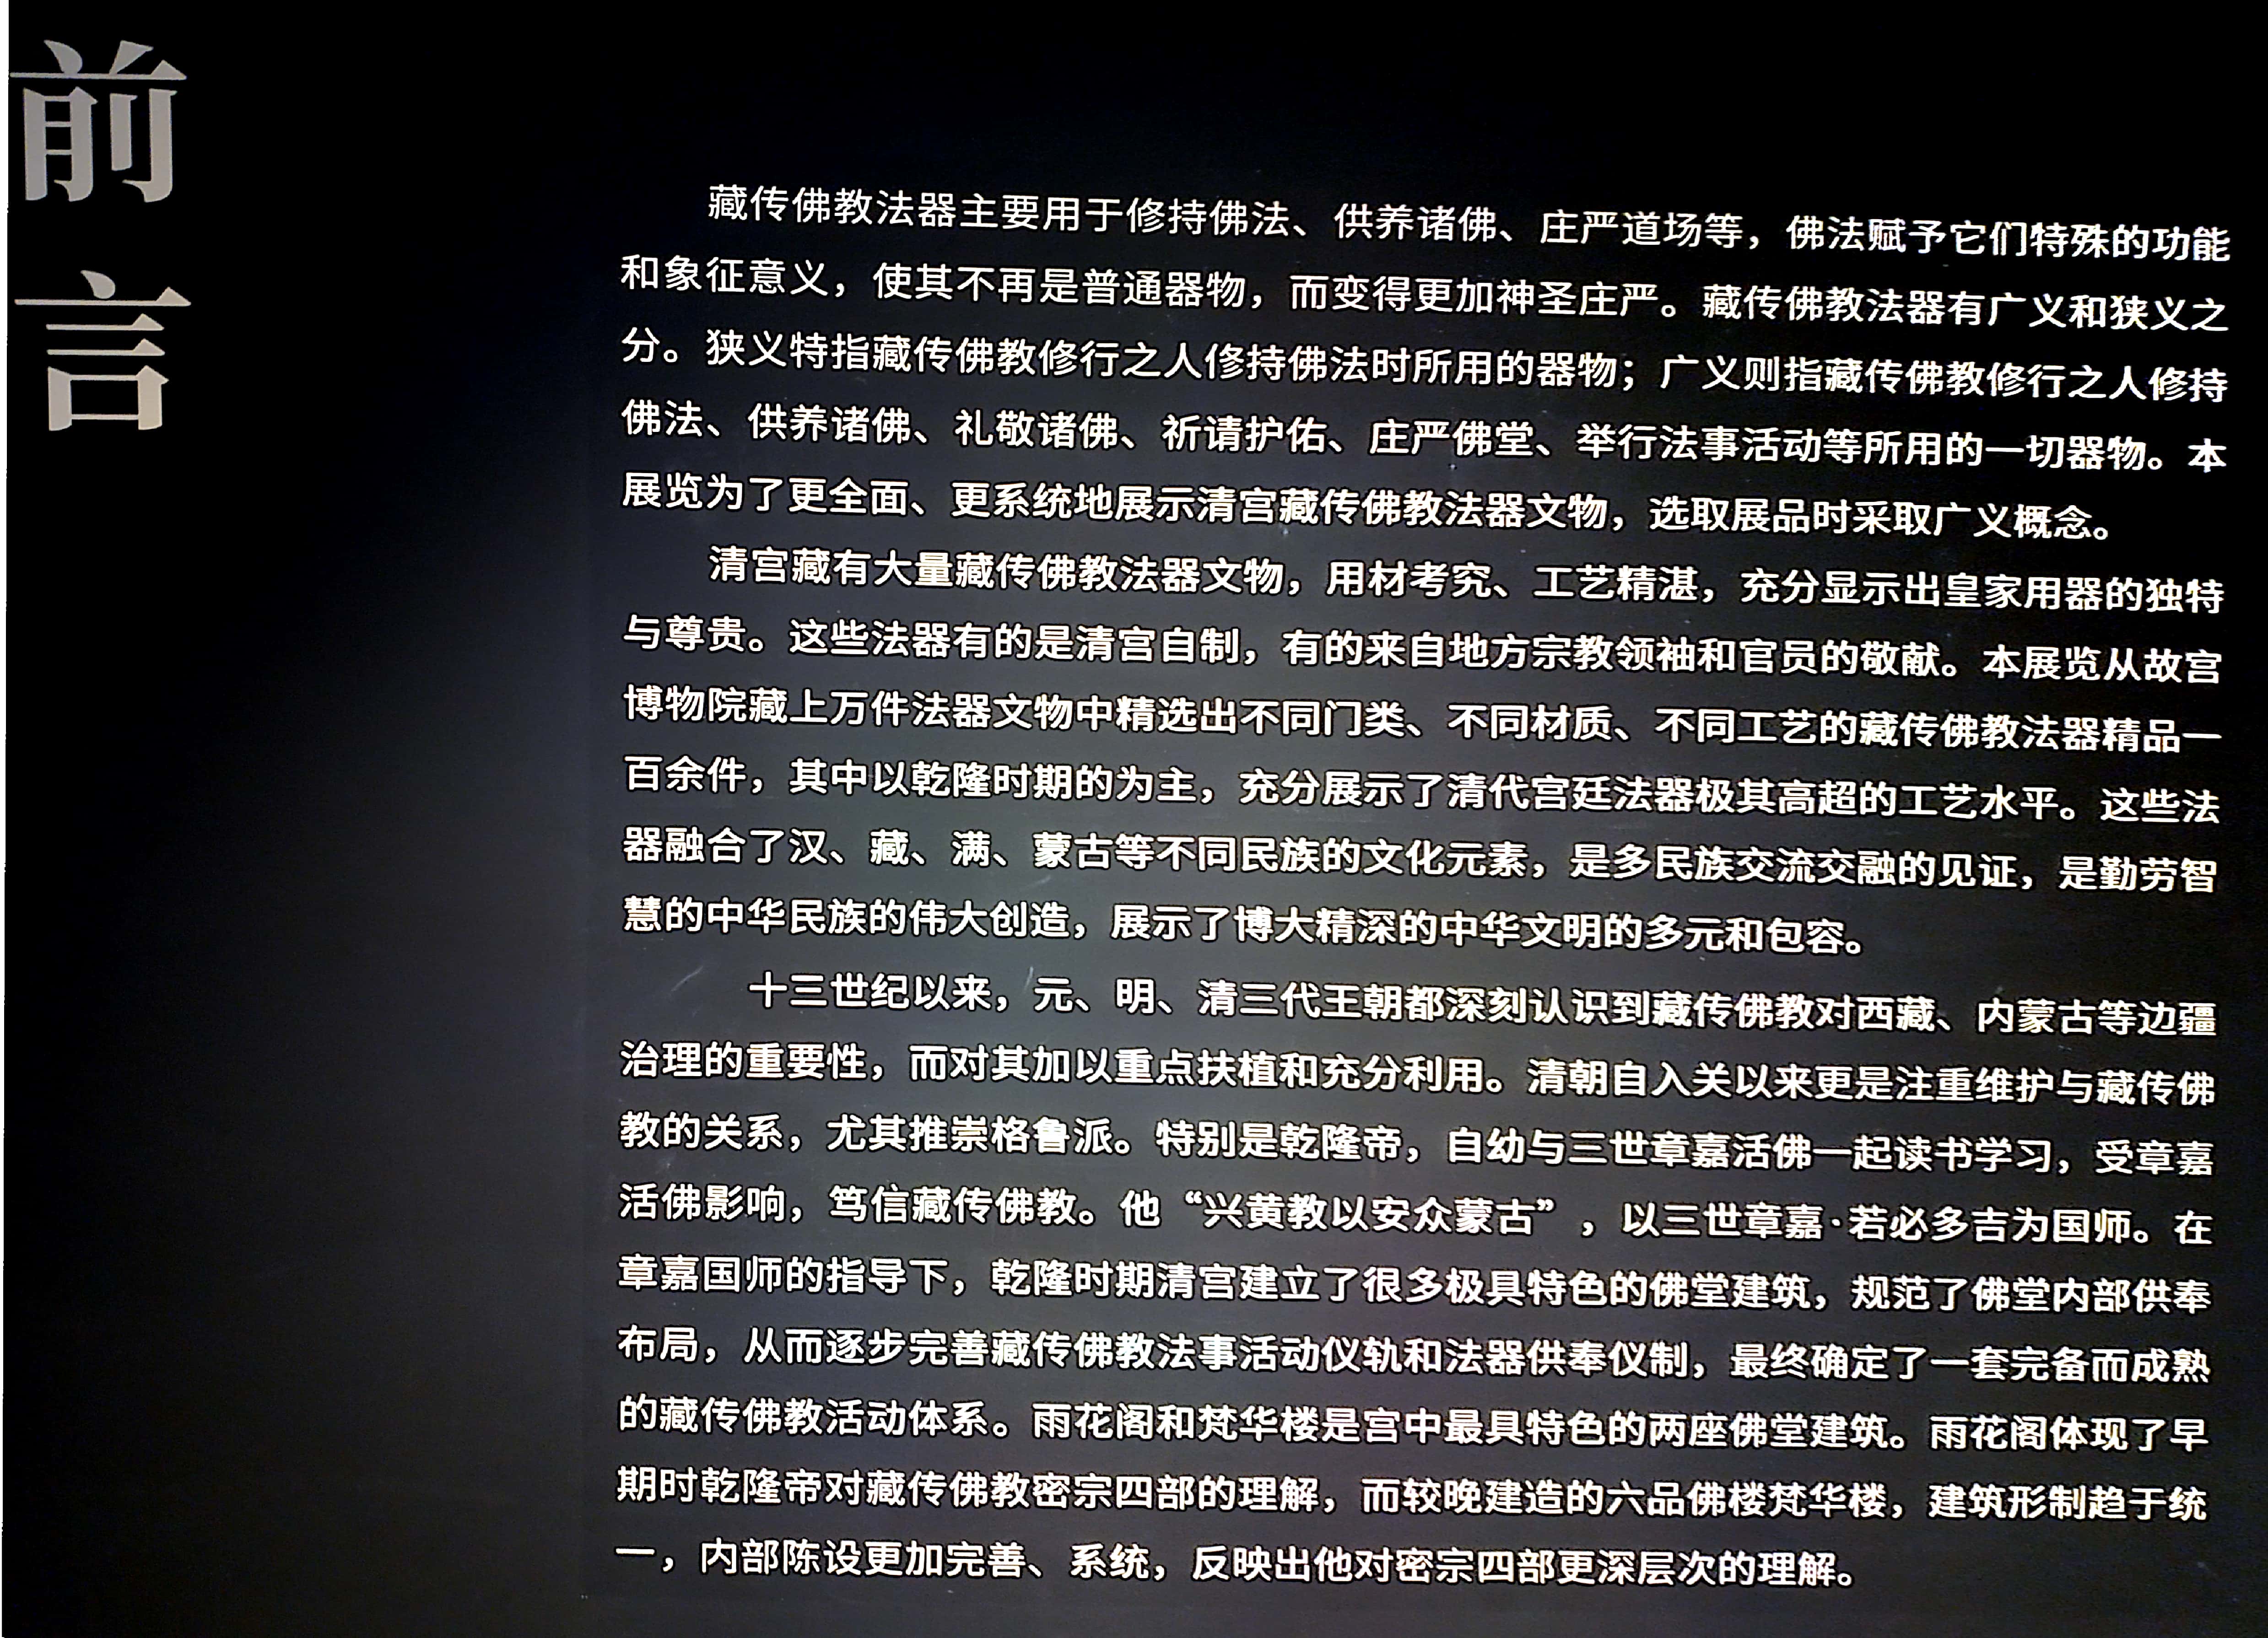 前言
藏传佛教法器主要用于修持佛法、供养诸佛、庄严道场等，佛法赋予它们特殊的功能
和象征意义，使其不再是普通器物，而变得更加神圣庄严。藏传佛教法器有广义和狭义之
分。狭义特指藏传佛教修行之人修持佛法时所用的器物；广义则指藏传佛教修行之人修持
佛法、供养诸佛、礼敬诸佛、祈请护佑、庄严佛堂、举行法事活动等所用的一切器物。本
展览为了更全面、更系统地展示清宫藏传佛教法器文物，选取展品时采取广义概念。
清宫藏有大量藏传佛教法器文物，用材考究、工艺精湛，充分显示出皇家用器的独特
与尊贵。这些法器有的是清宫自制，有的来自地方宗教领袖和官员的敬献。本展览从故宫
博物院藏上万件法器文物中精选出不同门类、不同材质、不同工艺的藏传佛教法器精品一
百余件，其中以乾隆时期的为主，充分展示了清代宫廷法器极其高超的工艺水平。这些法
器融合了汉、藏、满、蒙古等不同民族的文化元素，是多民族交流交融的见证，是勤劳智
慧的中华民族的伟大创造，展示了博大精深的中华文明的多元和包容。
十三世纪以来，元、明、清三代王朝都深刻认识到藏传佛教对西藏、内蒙古等边疆
治理的重要性，而对其加以重点扶植和充分利用。清朝自入关以来更是注重维护与藏传佛
教的关系，尤其推崇格鲁派。特别是乾隆帝，自幼与三世章嘉活佛一起读书学习，受章嘉
活佛影响，笃信藏传佛教。他“兴黄教以安众蒙古”，以三世章嘉·若必多吉为国师。在
章嘉国师的指导下，乾隆时期清宫建立了很多极具特色的佛堂建筑，规范了佛堂内部供奉
布局，从而逐步完善藏传佛教法事活动仪轨和法器供奉仪制，最终确定了一套完备而成熟
的藏传佛教活动体系。雨花阁和梵华楼是宫中最具特色的两座佛堂建筑。雨花阁体现了早
期时乾隆帝对藏传佛教密宗四部的理解，而较晚建造的六品佛楼梵华楼，建筑形制趋于统
一，内部陈设更加完善、系统，反映出他对密宗四部更深层次的理解。